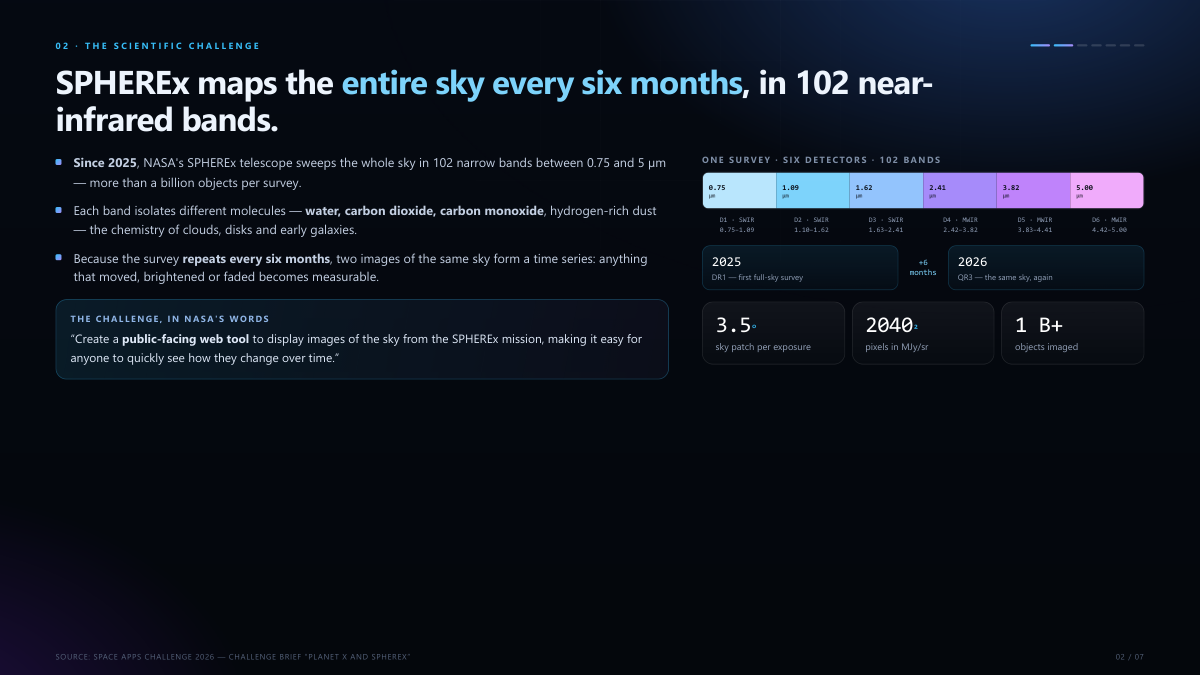 02 · THE SCIENTIFIC CHALLENGE
SPHEREx maps the entire sky every six months, in 102 near-
infrared bands.
Since 2025, NASA's SPHEREx telescope sweeps the whole sky in 102 narrow bands between 0.75 and 5 μm
— more than a billion objects per survey.
Each band isolates different molecules — water, carbon dioxide, carbon monoxide, hydrogen-rich dust
— the chemistry of clouds, disks and early galaxies.
Because the survey repeats every six months, two images of the same sky form a time series: anything
that moved, brightened or faded becomes measurable.
THE CHALLENGE, IN NASA'S WORDS
“Create a public-facing web tool to display images of the sky from the SPHEREx mission, making it easy for
anyone to quickly see how they change over time.”
ONE SURVEY · SIX DETECTORS · 102 BANDS
0.75 1.09 1.62 2.41 3.82 5.00
μm μm μm μm μm μm
D1 · SWIR D2 · SWIR D3 · SWIR D4 · MWIR D5 · MWIR D6 · MWIR
0.75–1.09 1.10–1.62 1.63–2.41 2.42–3.82 3.83–4.41 4.42–5.00
2025
DR1 — first full-sky survey
+6
months
2026
QR3 — the same sky, again
3.5°
sky patch per exposure
2040²
pixels in MJy/sr
1 B+
objects imaged
SOURCE: SPACE APPS CHALLENGE 2026 — CHALLENGE BRIEF “PLANET X AND SPHEREX”
02 / 07